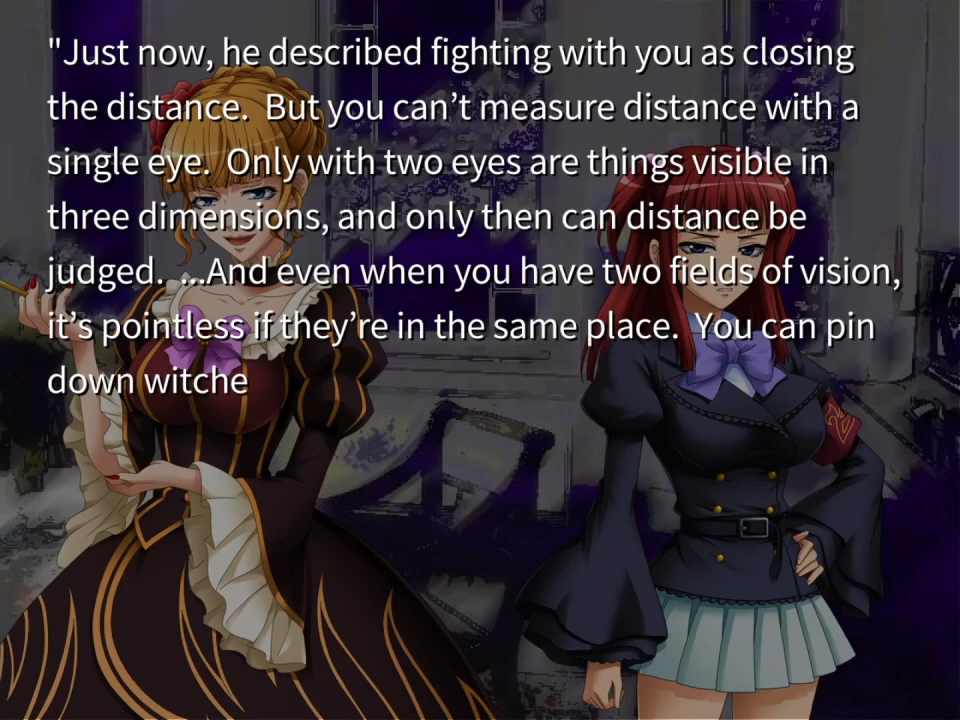 "Just now, he described fighting with you as closing
the distance.  But you can’t measure distance with a
single eye.  Only with two eyes are things visible in
three dimensions, and only then can distance be
judged.  ...And even when you have two fields of vision,
it’s pointless if they’re in the same place.  You can pin
down witche